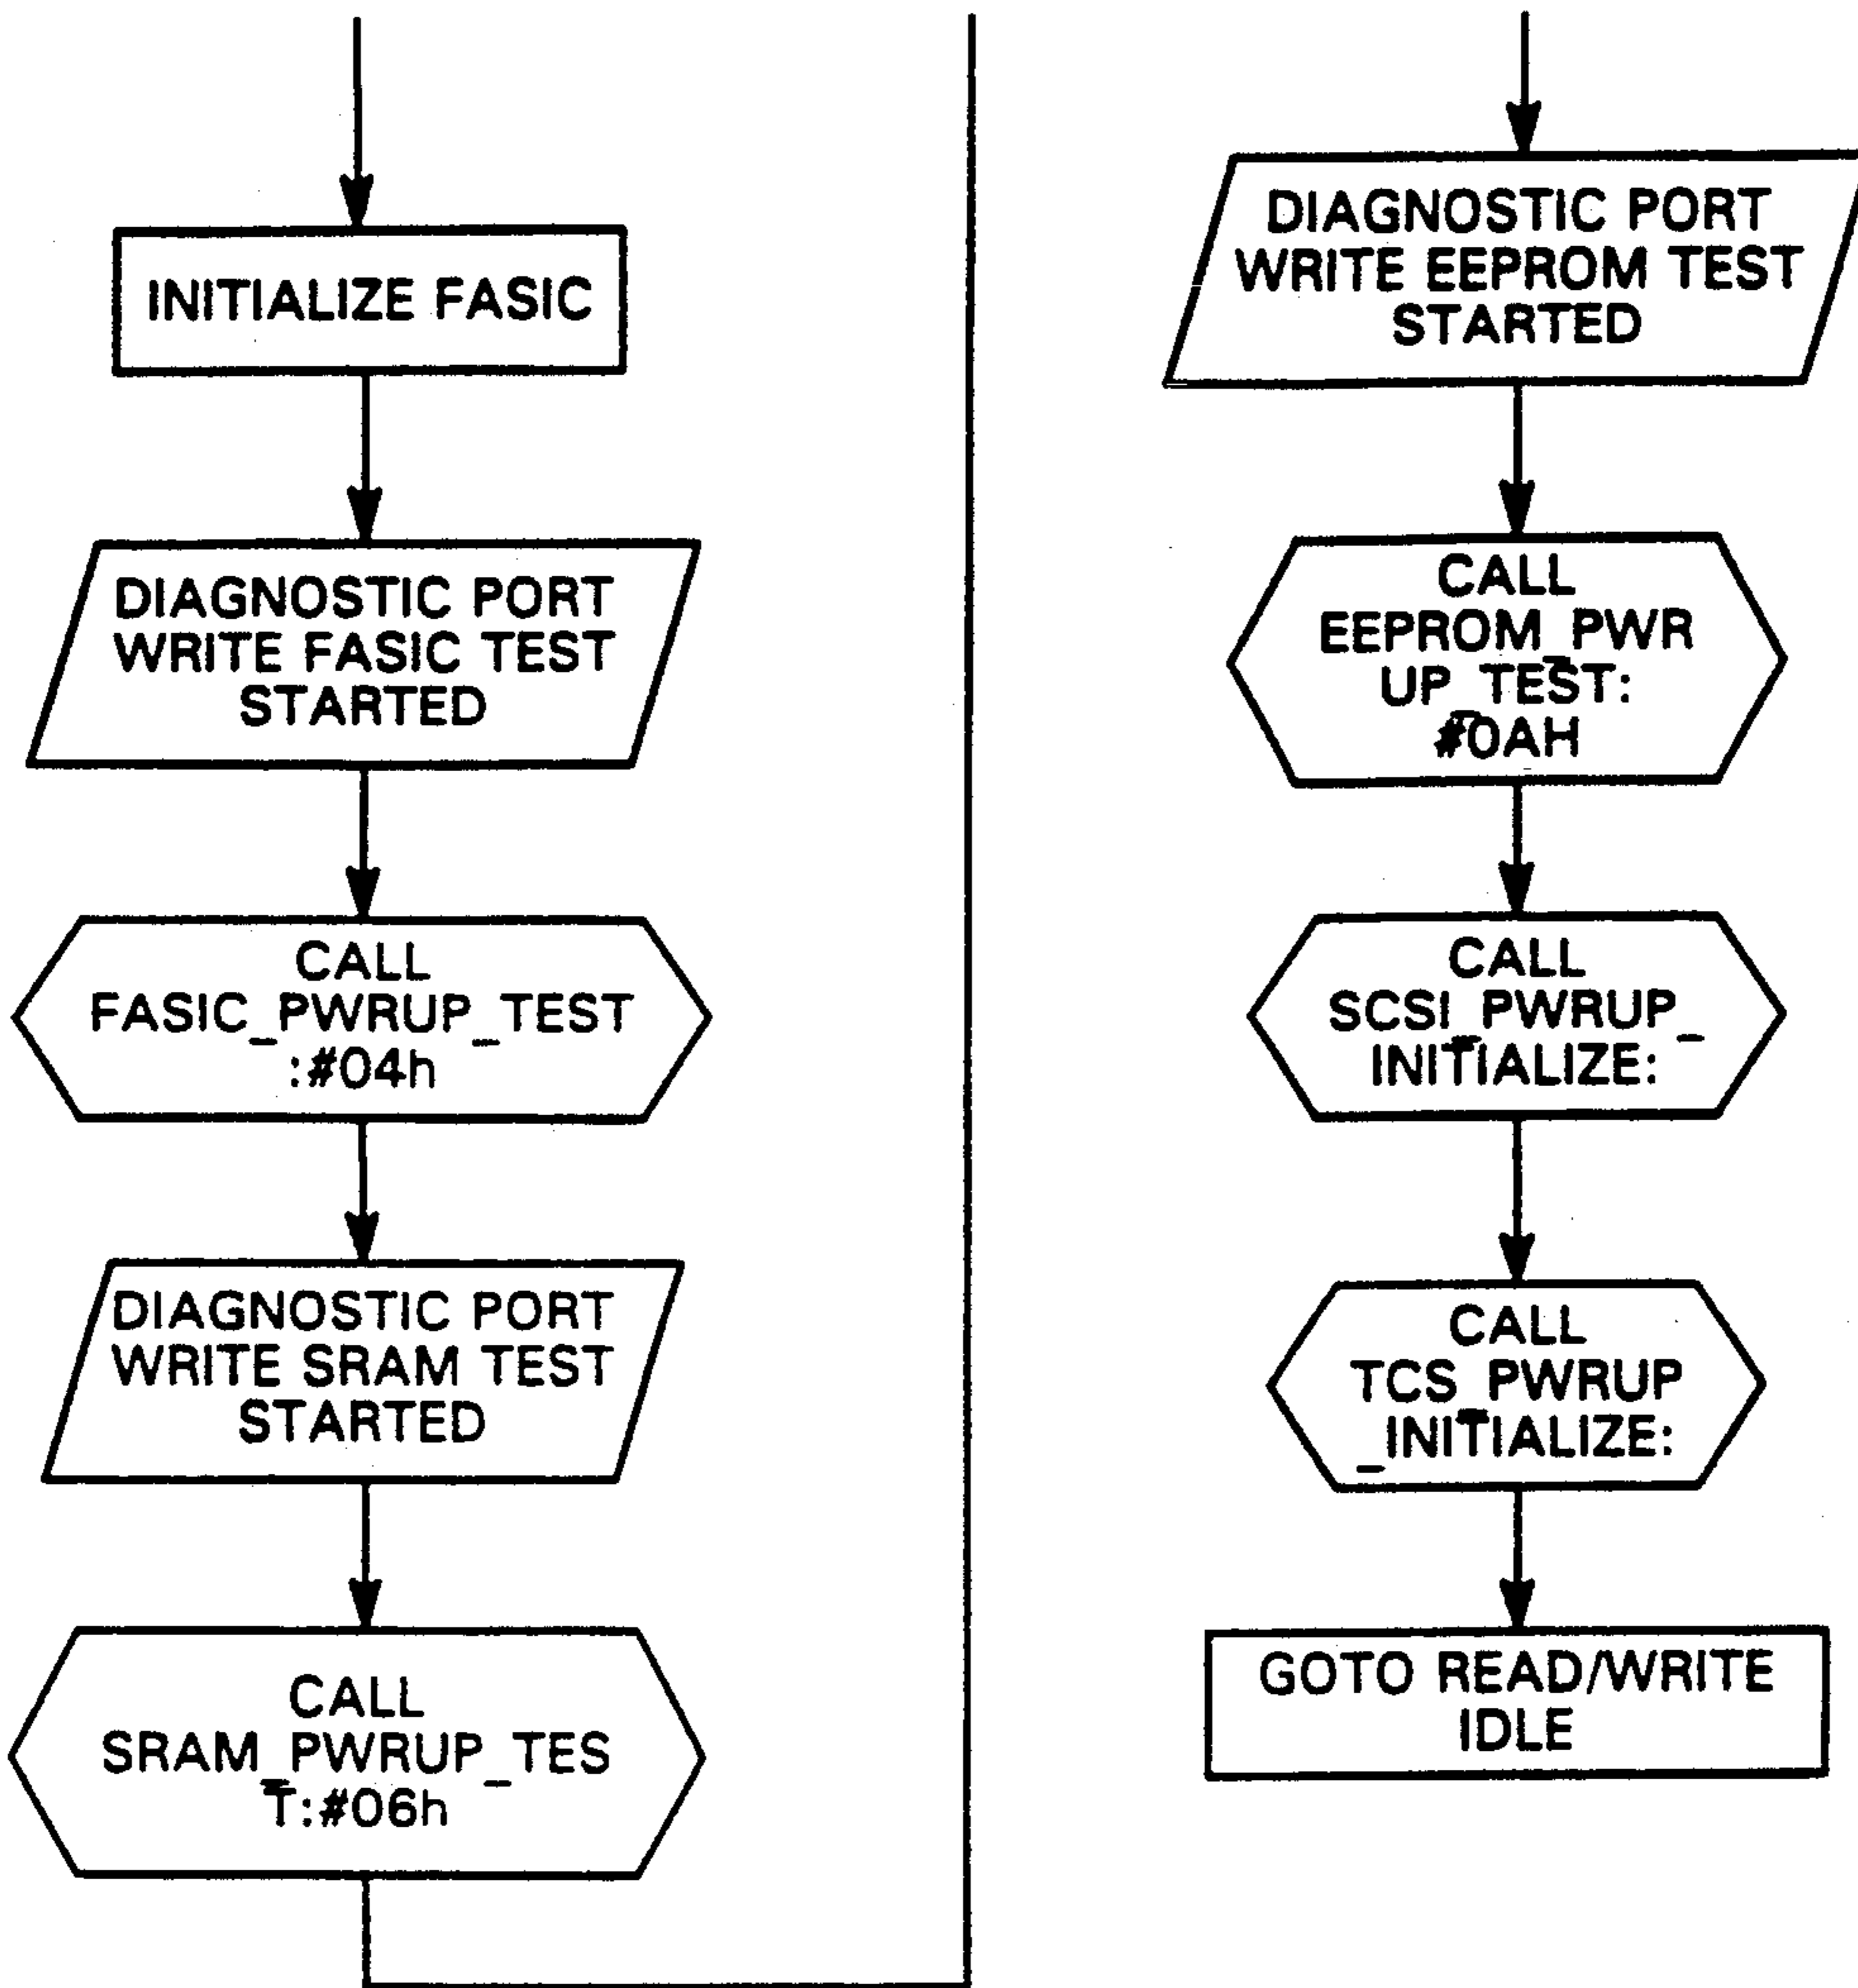 INITIALIZE FASIC
DIAGNOSTIC PORT
WRITE FASIC TEST
STARTED
CALL
FASIC_PWRUP_TEST
:#04h
DIAGNOSTIC PORT
WRITE SRAM TEST
STARTED
CALL
SRAM_PWRUP_TES
T:#06h
DIAGNOSTIC PORT
WRITE EEPROM TEST
STARTED
CALL
EEPROM_PWR
UP_TEST:
#0AH
CALL
SCSI_PWRUP_
INITIALIZE:
CALL
TCS_PWRUP
_INITIALIZE:
GOTO READ/WRITE
IDLE